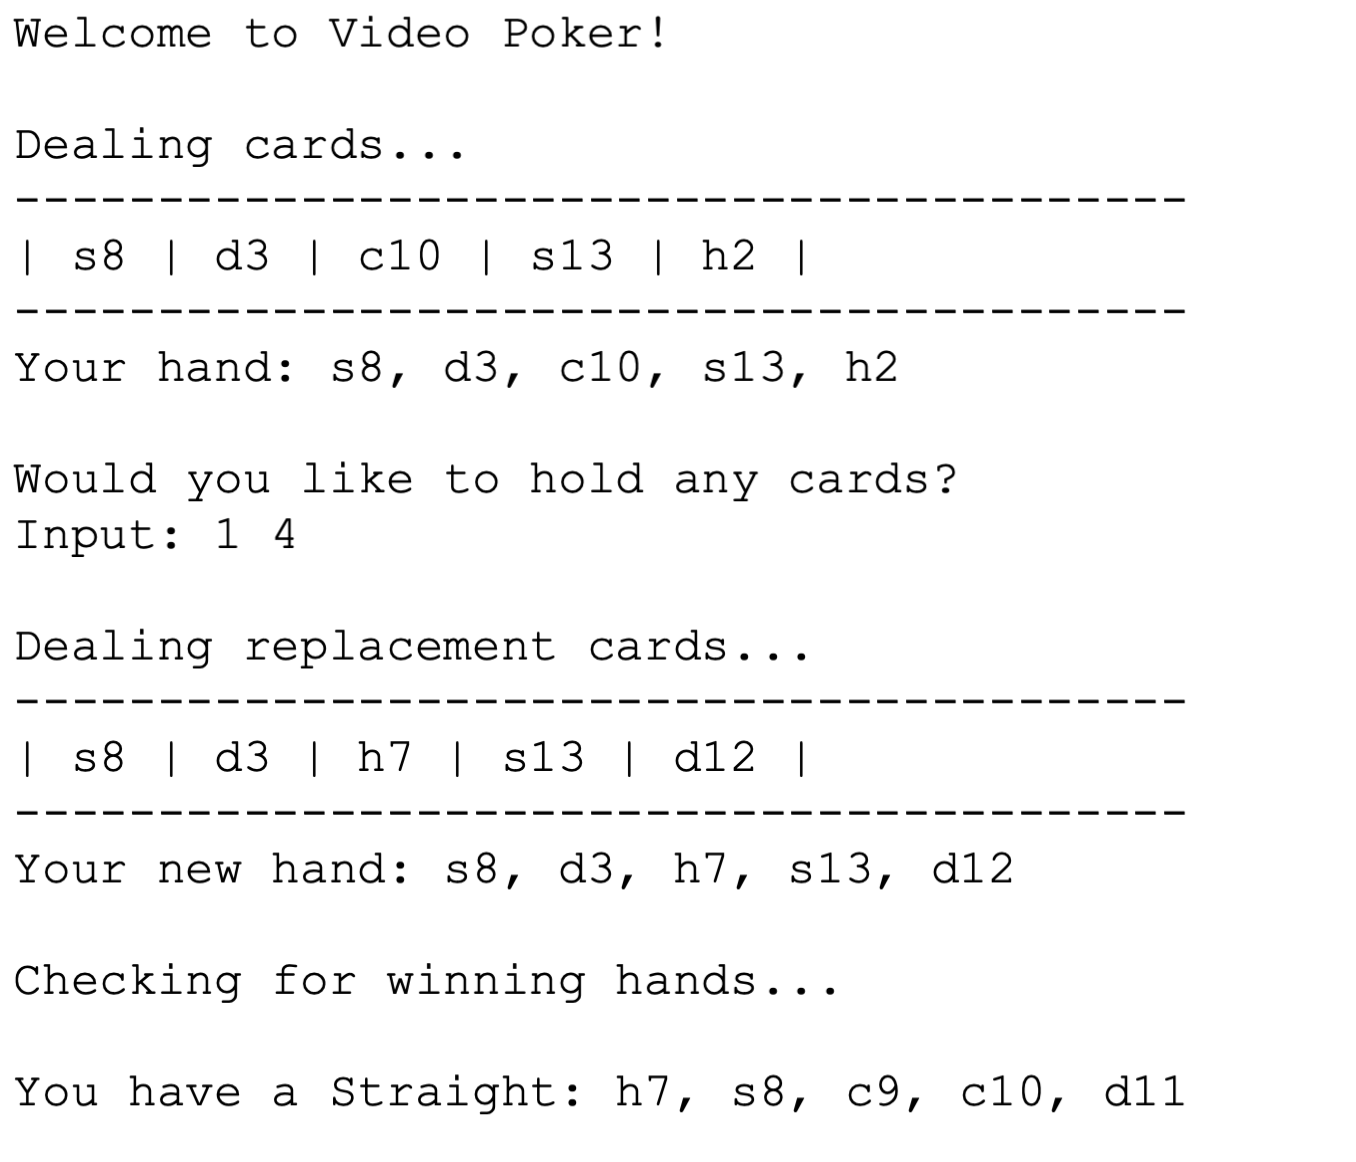 Welcome to Video Poker!
Dealing cards...
-----------------------------------------
| s8 | d3 | c10 | s13 | h2 |
-----------------------------------------
Your hand: s8, d3, c10, s13, h2
Would you like to hold any cards?
Input: 1 4
Dealing replacement cards...
-----------------------------------------
| s8 | d3 | h7 | s13 | d12 |
-----------------------------------------
Your new hand: s8, d3, h7, s13, d12
Checking for winning hands...
You have a Straight: h7, s8, c9, c10, d11